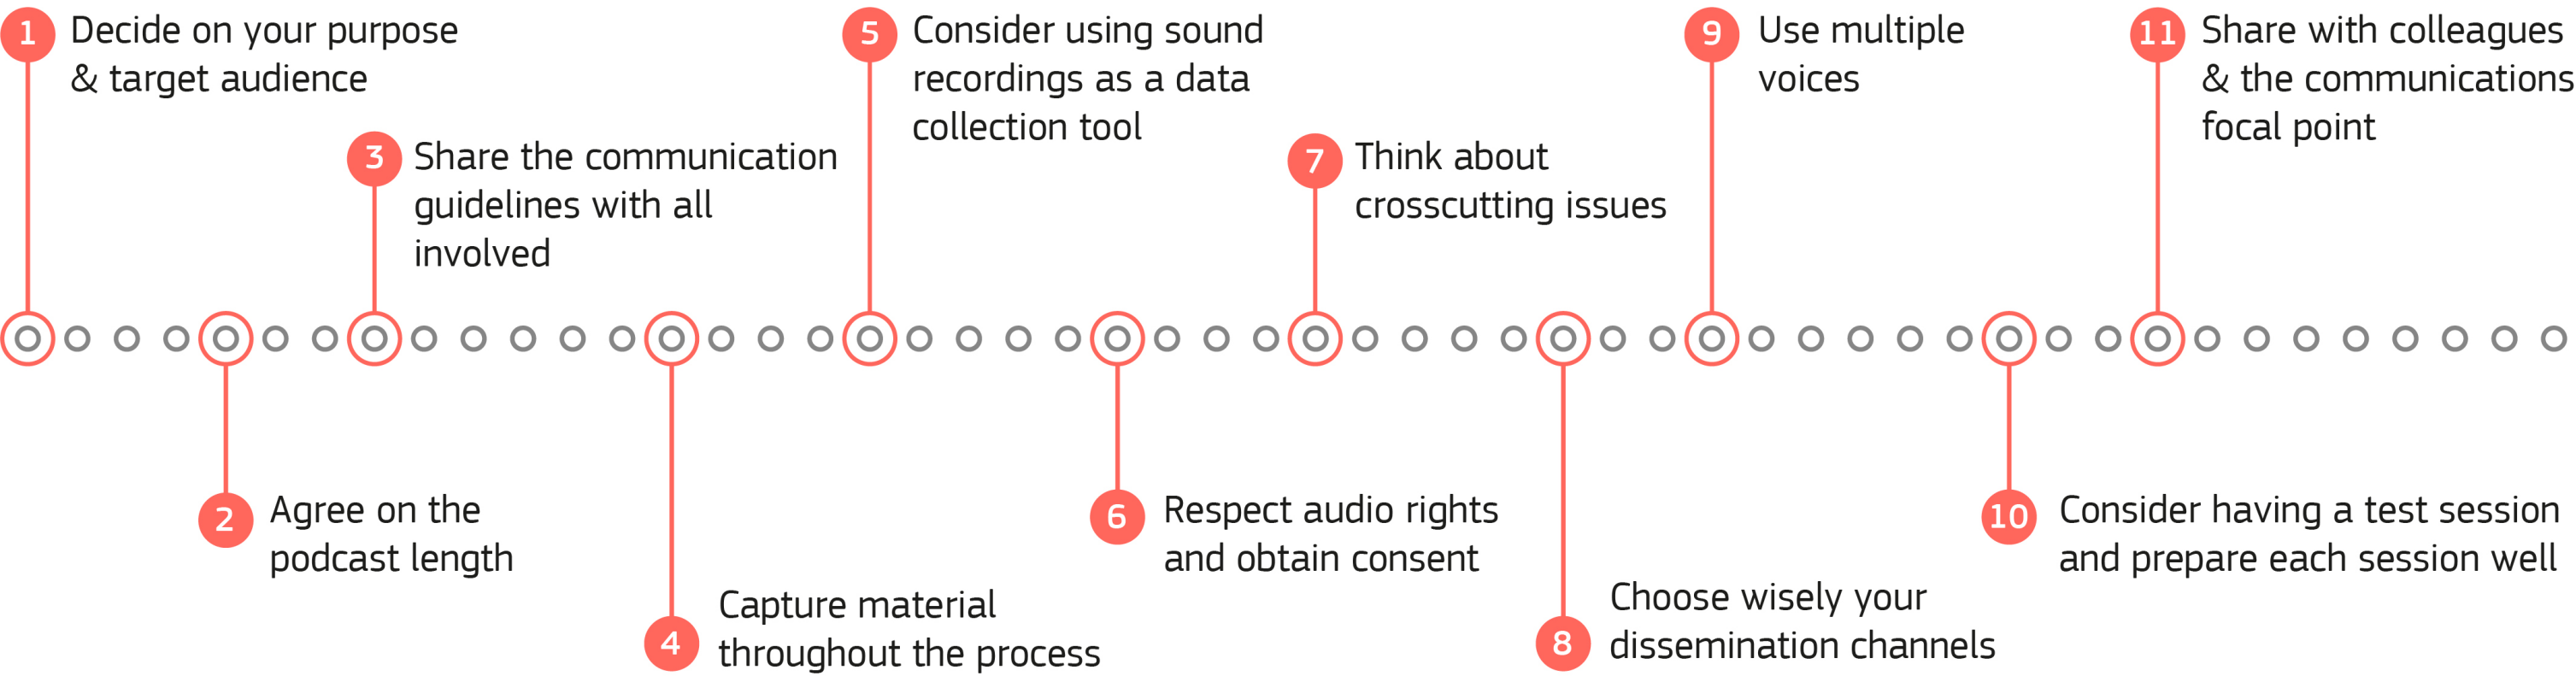 1
Decide on your purpose
& target audience
2
Agree on the
podcast length
3
Share the communication
guidelines with all
involved
4
Capture material
throughout the process
5
Consider using sound
recordings as a data
collection tool
6
Respect audio rights
and obtain consent
7
Think about
crosscutting issues
8
Choose wisely your
dissemination channels
9
Use multiple
voices
10
Consider having a test session
and prepare each session well
11
Share with colleagues
& the communications
focal point